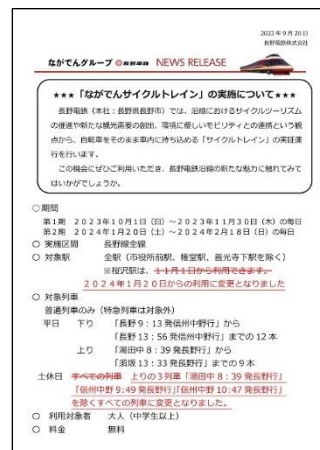 2023年9月20日
長野電鉄株式会社
ながでんグループ 長野電鉄 NEWS RELEASE
★★★「ながでんサイクルトレイン」の実施について★★★
長野電鉄（本社：長野県長野市）では、沿線におけるサイクルツーリズム
の推進や新たな観光需要の創出、環境に優しいモビリティとの連携という観
点から、自転車をそのまま車内に持ち込める「サイクルトレイン」の実証運
行を行います。
この機会にぜひご利用いただき、長野電鉄沿線の新たな魅力に触れてみて
はいかがでしょうか。
○期間
第1期 2023年10月1日（日）～2023年11月30日（木）の毎日
第2期 2024年1月20日（土）～2024年2月18日（日）の毎日
○ 実施区間 長野線全線
○ 対象駅 全駅（市役所前駅、権堂駅、善光寺下駅を除く）
※桜沢駅は、11月1日から利用できます。
2024年1月20日からの利用に変更となりました
○ 対象列車
普通列車のみ（特急列車は対象外）
平日 下り 「長野9：13発信州中野行」から
「長野13：56発信州中野行」までの12本
上り 「湯田中8：39発長野行」から
「須坂13：33発長野行」までの9本
土休日 すべての列車 上りの3列車「湯田中8：39発長野行」
「信州中野9:49発長野行」「信州中野10:47発長野行」
を除くすべての列車に変更となりました。
○ 利用対象者 大人（中学生以上）
○ 料金 無料